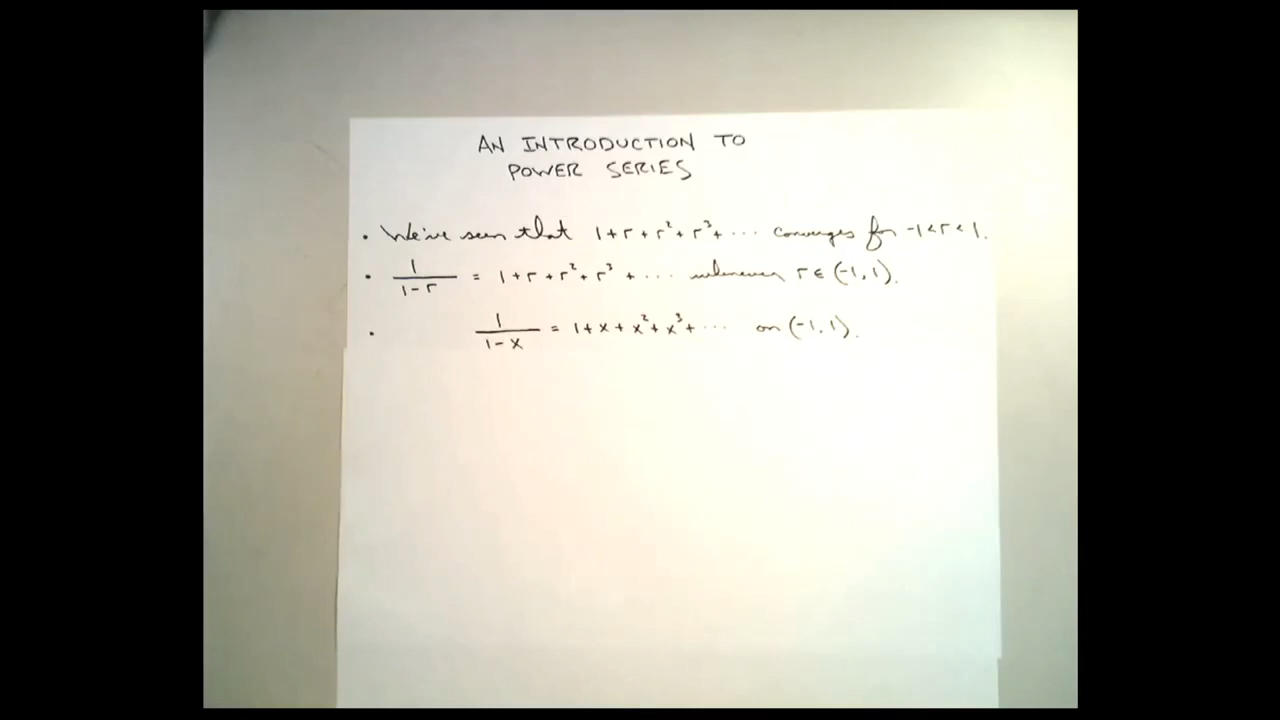 AN INTRODUCTION TO
POWER SERIES
• We've seen that 1 + r + r² + r³ + ··· converges for -1 < r < 1.
• 1/(1-r) = 1 + r + r² + r³ + ··· whenever r ∈ (-1, 1).
• 1/(1-x) = 1 + x + x² + x³ + ··· on (-1, 1).